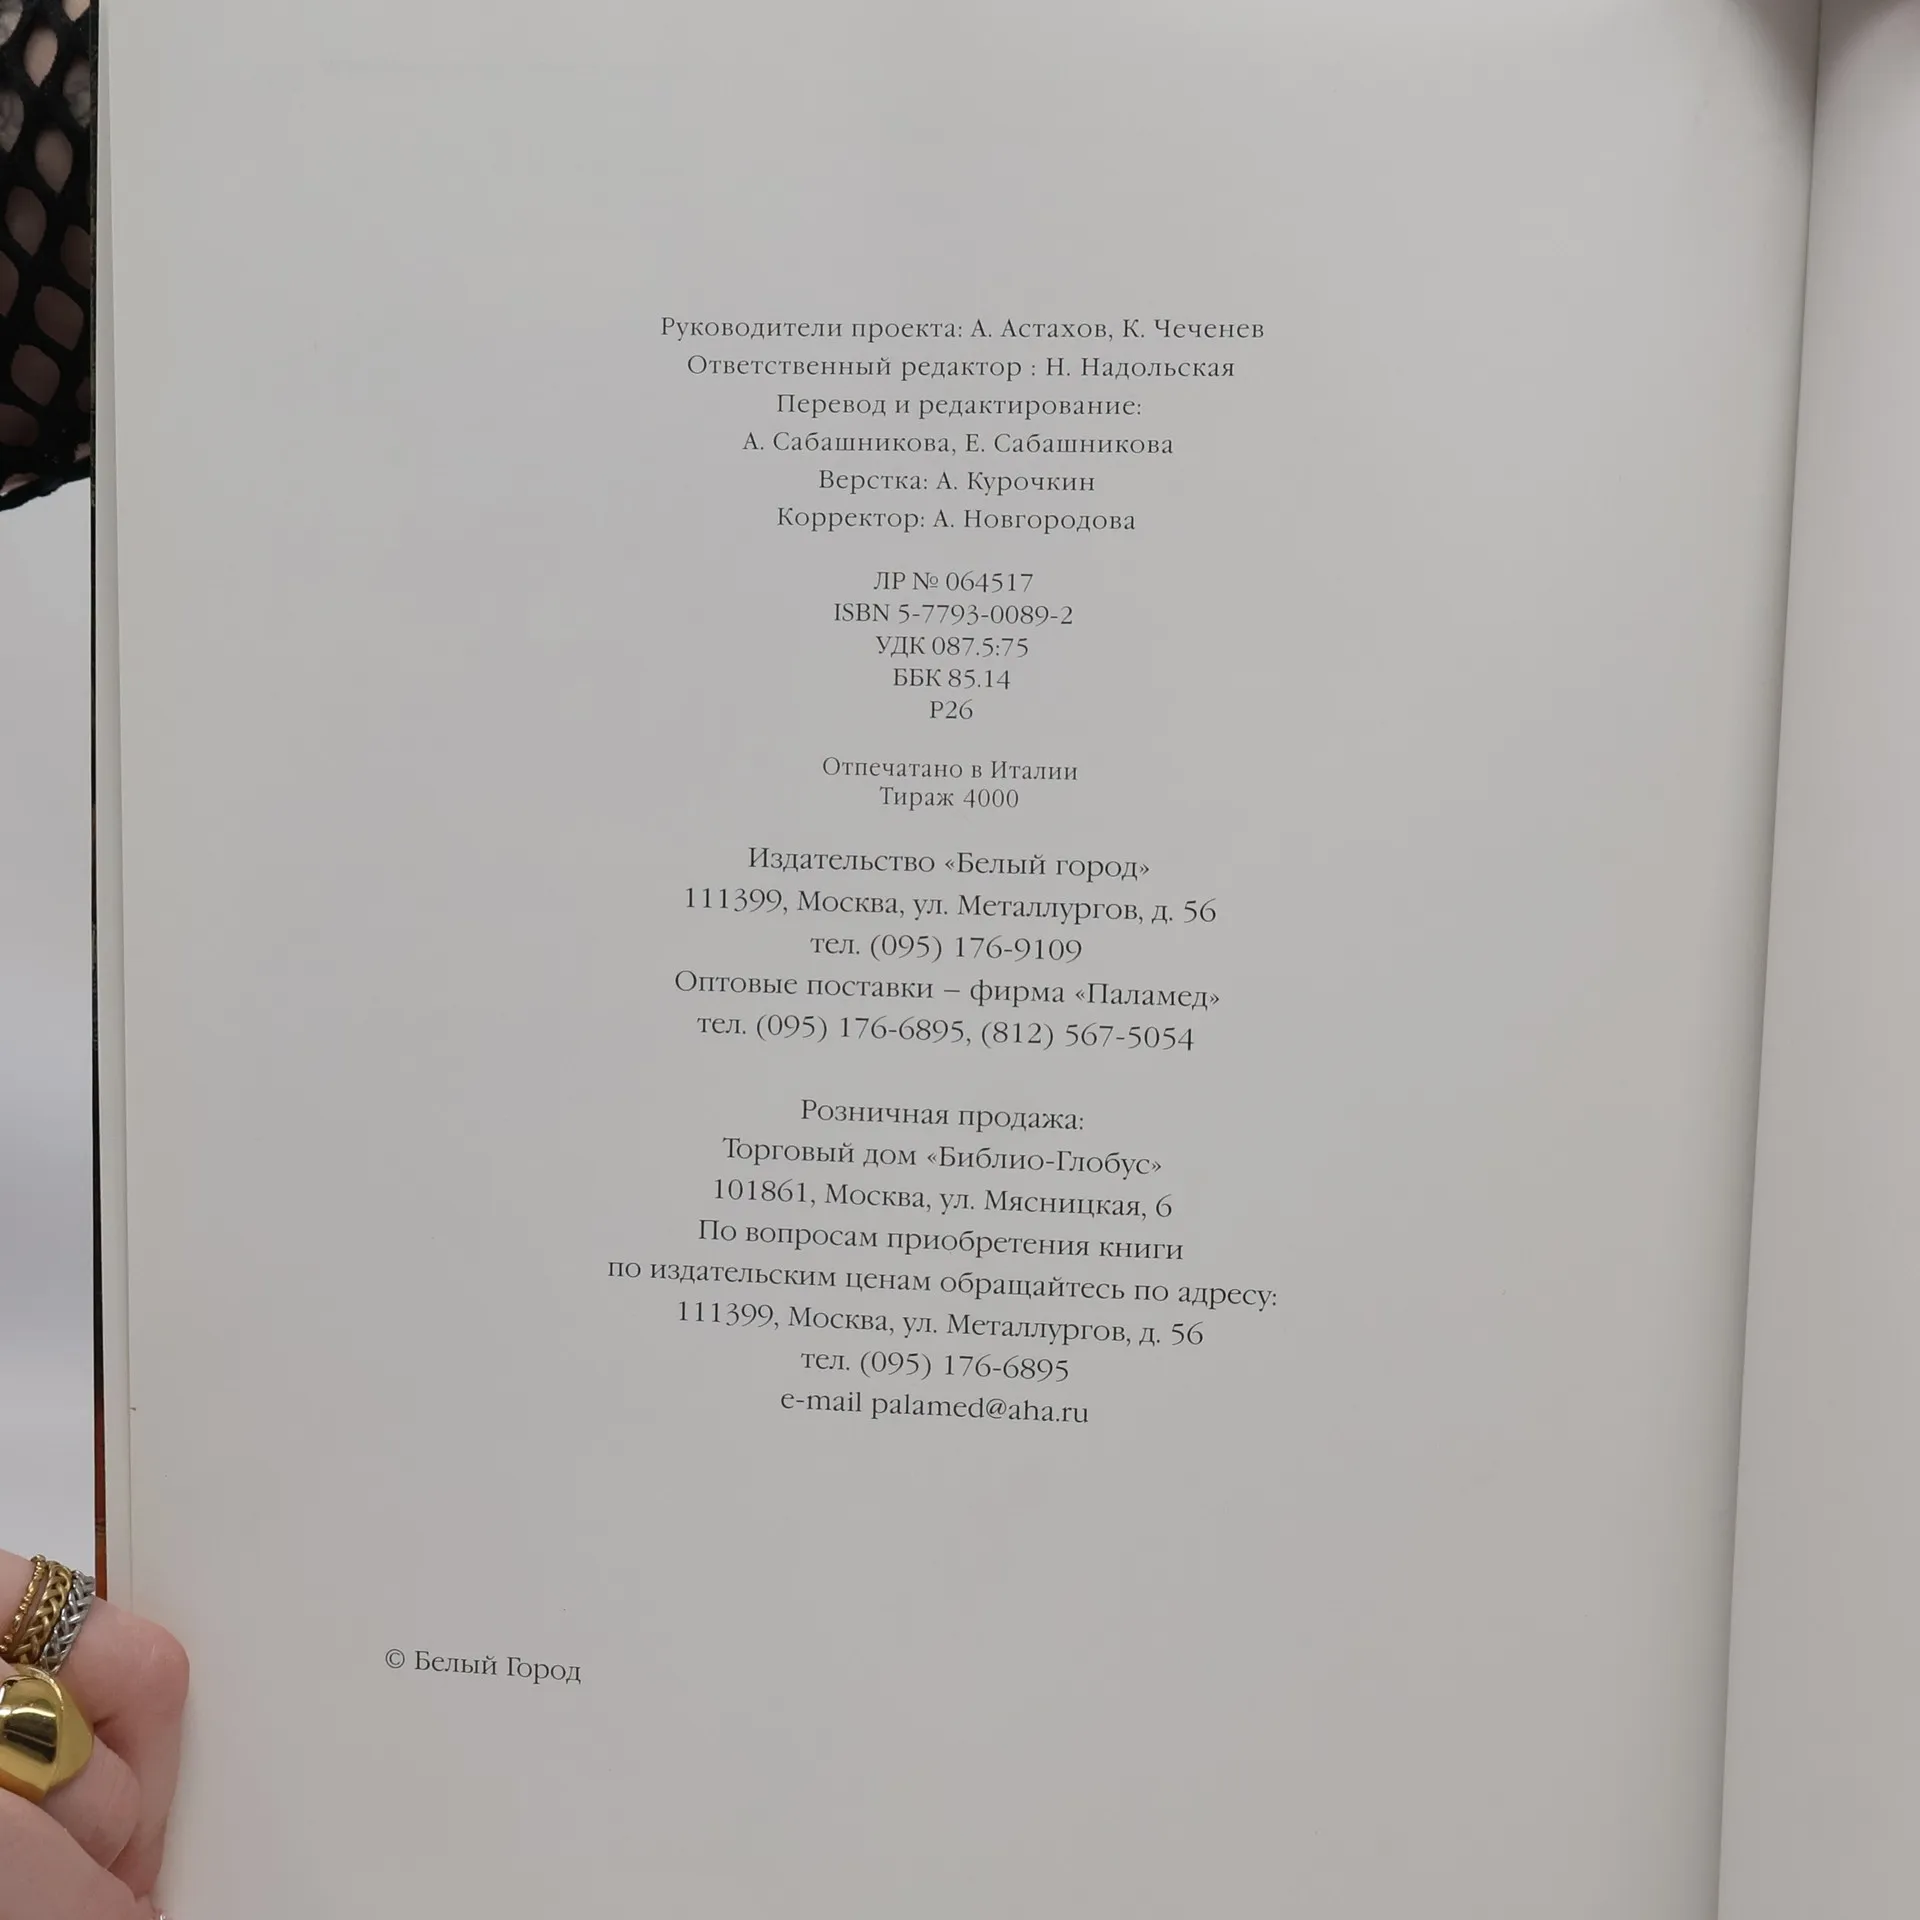 Руководители проекта: А. Астахов, К. Чеченев
Ответственный редактор : Н. Надольская
Перевод и редактирование:
А. Сабашникова, Е. Сабашникова
Верстка: А. Курочкин
Корректор: А. Новгородова
ЛР № 064517
ISBN 5-7793-0089-2
УДК 087.5:75
ББК 85.14
Р26
Отпечатано в Италии
Тираж 4000
Издательство «Белый город»
111399, Москва, ул. Металлургов, д. 56
тел. (095) 176-9109
Оптовые поставки – фирма «Паламед»
тел. (095) 176-6895, (812) 567-5054
Розничная продажа:
Торговый дом «Библио-Глобус»
101861, Москва, ул. Мясницкая, 6
По вопросам приобретения книги
по издательским ценам обращайтесь по адресу:
111399, Москва, ул. Металлургов, д. 56
тел. (095) 176-6895
e-mail palamed@aha.ru
© Белый Город